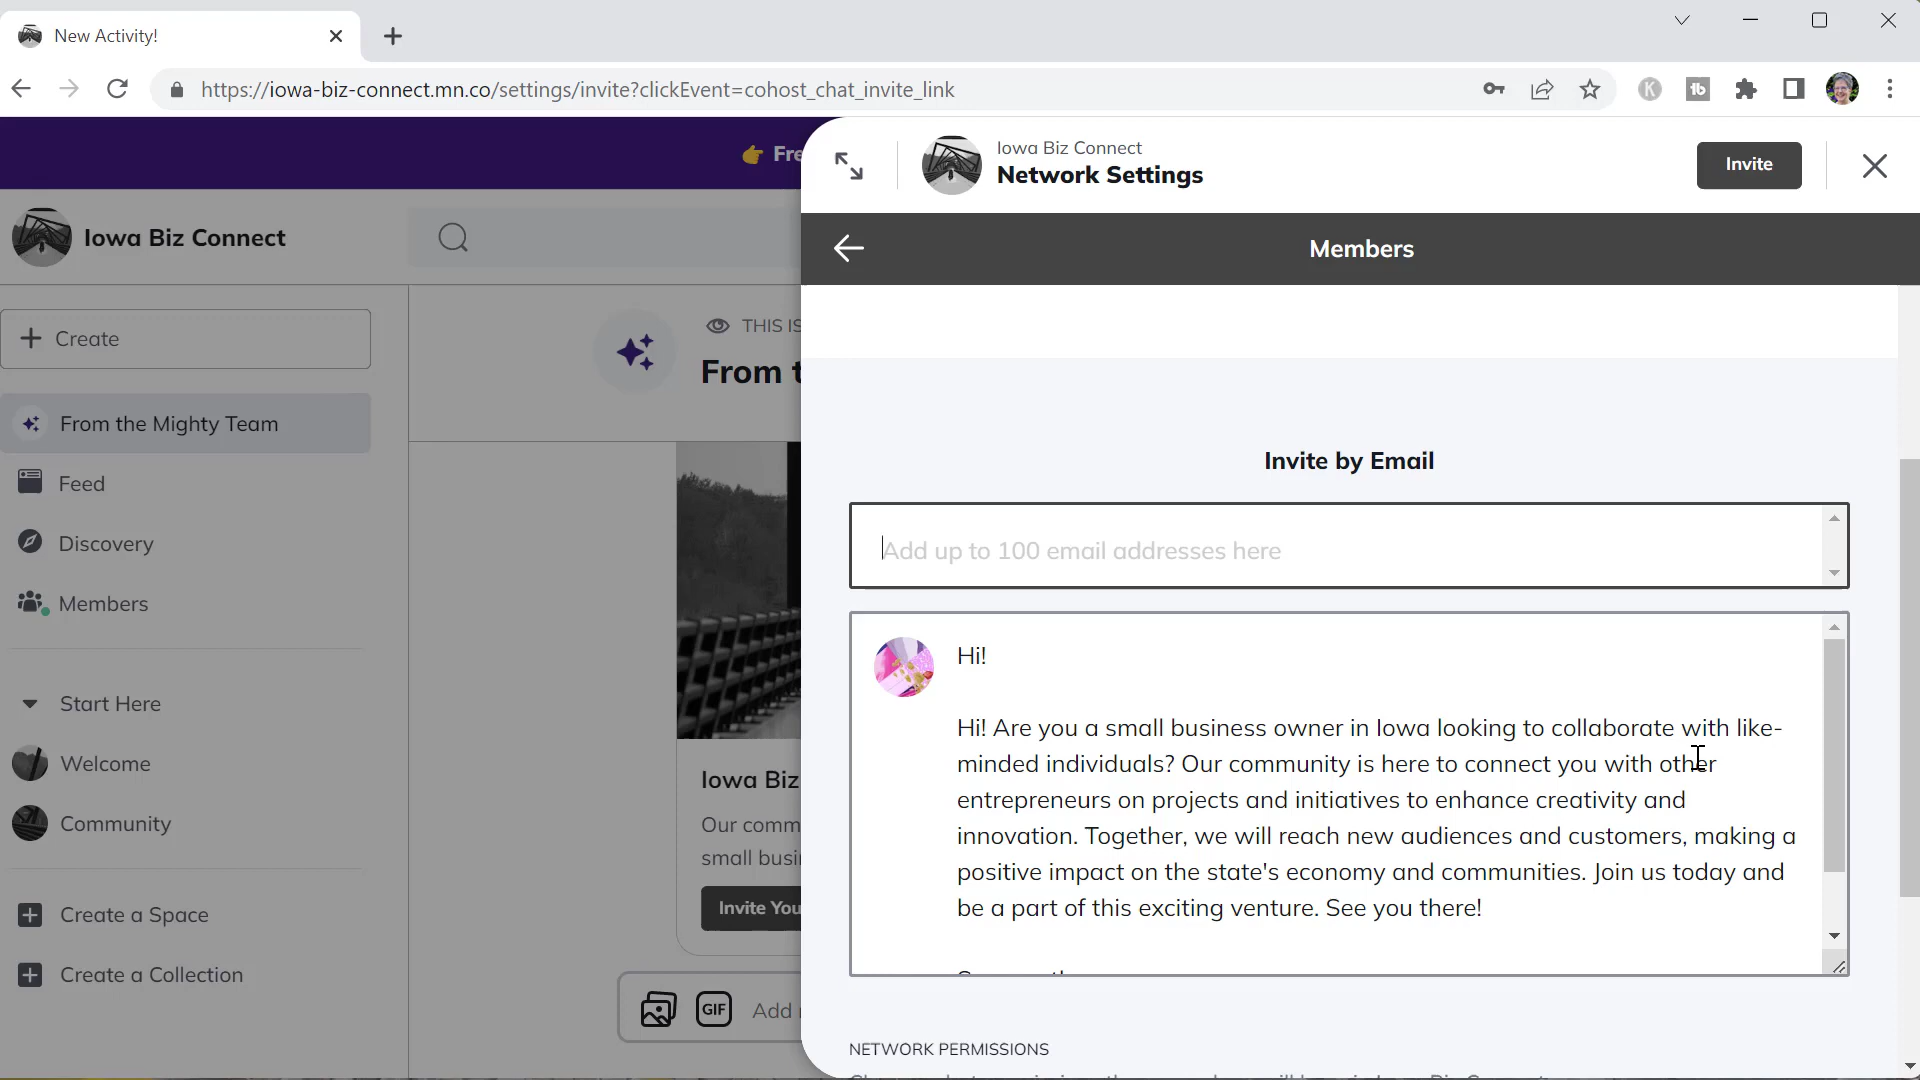 New Activity!
https://iowa-biz-connect.mn.co/settings/invite?clickEvent=cohost_chat_invite_link
👉 Fre
Iowa Biz Connect
Network Settings
Invite
Iowa Biz Connect
Members
Create
THIS IS
From t
From the Mighty Team
Feed
Discovery
Members
Invite by Email
Add up to 100 email addresses here
Hi!
Hi! Are you a small business owner in Iowa looking to collaborate with like-
minded individuals? Our community is here to connect you with other
entrepreneurs on projects and initiatives to enhance creativity and
innovation. Together, we will reach new audiences and customers, making a
positive impact on the state's economy and communities. Join us today and
be a part of this exciting venture. See you there!
Start Here
Welcome
Community
Iowa Biz
Our comm
small busi
Invite You
Create a Space
Create a Collection
GIF
Add
NETWORK PERMISSIONS